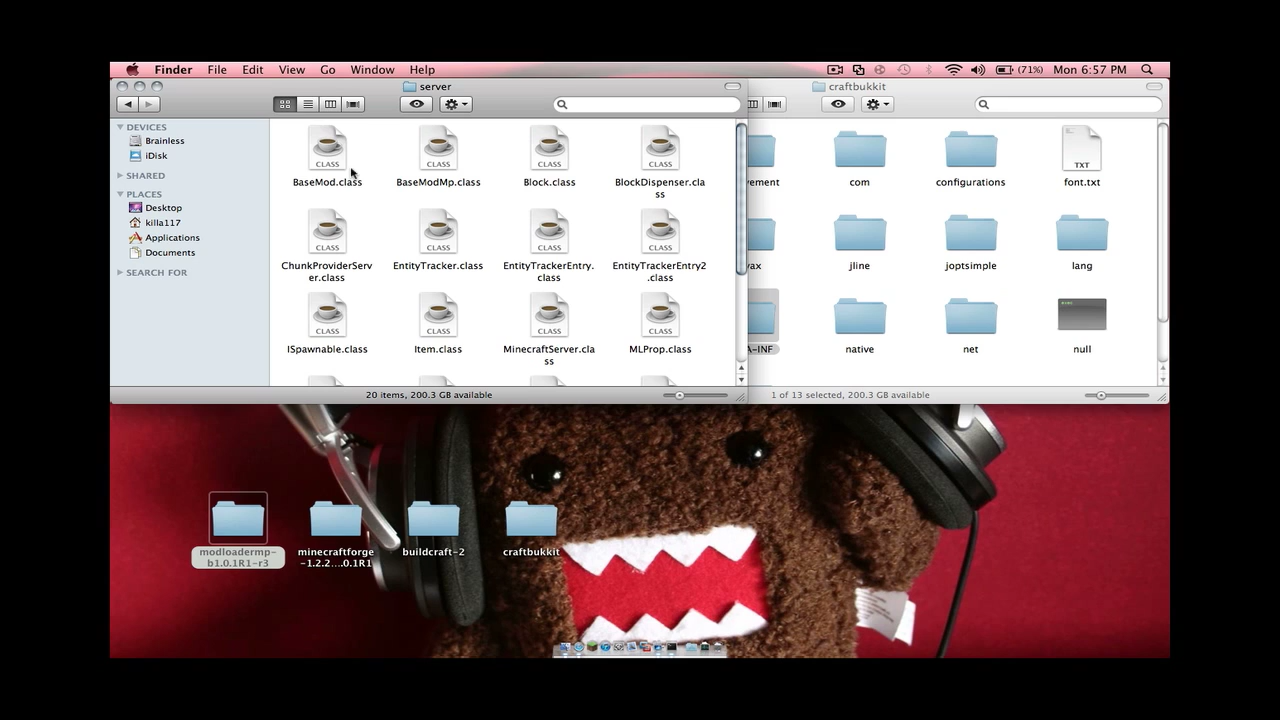 Finder File Edit View Go Window Help (71%) Mon 6:57 PM
server
craftbukkit
DEVICES
Brainless
iDisk
SHARED
PLACES
Desktop
killa117
Applications
Documents
SEARCH FOR
CLASS CLASS CLASS CLASS
BaseMod.class BaseModMp.class Block.class BlockDispenser.cla
ss
CLASS CLASS CLASS CLASS
ChunkProviderServ EntityTracker.class EntityTrackerEntry. EntityTrackerEntry2
er.class class .class
CLASS CLASS CLASS CLASS
ISpawnable.class Item.class MinecraftServer.cla MLProp.class
ss
20 items, 200.3 GB available
TXT
vement com configurations font.txt
vax jline joptsimple lang
A-INF native net null
1 of 13 selected, 200.3 GB available
modloadermp- minecraftforge buildcraft-2 craftbukkit
b1.0.1R1-r3 -1.2.2....0.1R1